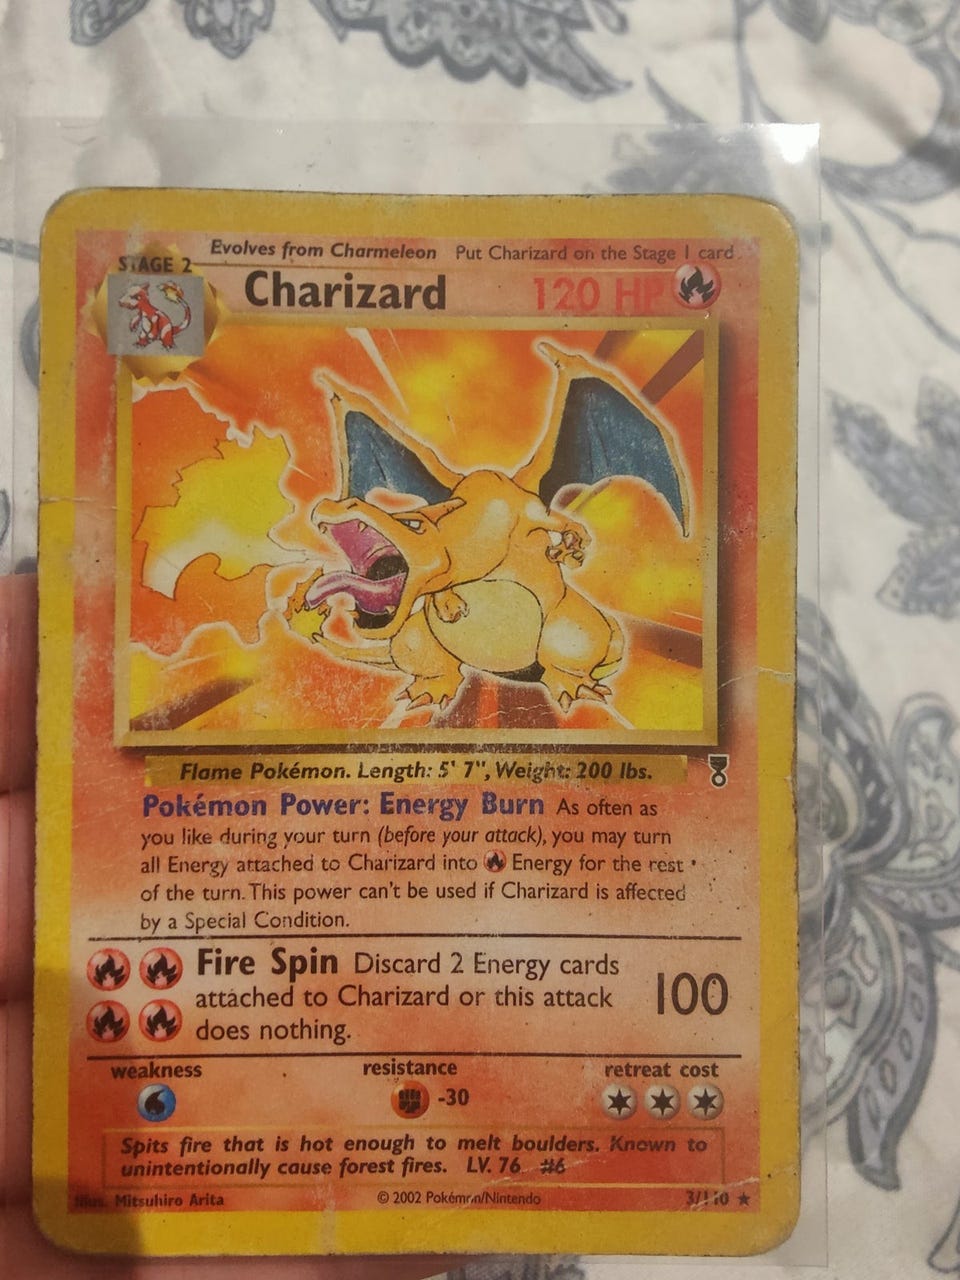 Evolves from Charmeleon Put Charizard on the Stage 1 card
STAGE 2
Charizard 120 HP
Flame Pokémon. Length: 5' 7", Weight: 200 lbs.
Pokémon Power: Energy Burn As often as
you like during your turn (before your attack), you may turn
all Energy attached to Charizard into Energy for the rest
of the turn. This power can't be used if Charizard is affected
by a Special Condition.
Fire Spin Discard 2 Energy cards
attached to Charizard or this attack 100
does nothing.
weakness resistance retreat cost
-30
Spits fire that is hot enough to melt boulders. Known to
unintentionally cause forest fires. LV. 76 #6
Illus. Mitsuhiro Arita © 2002 Pokémon/Nintendo 3/110